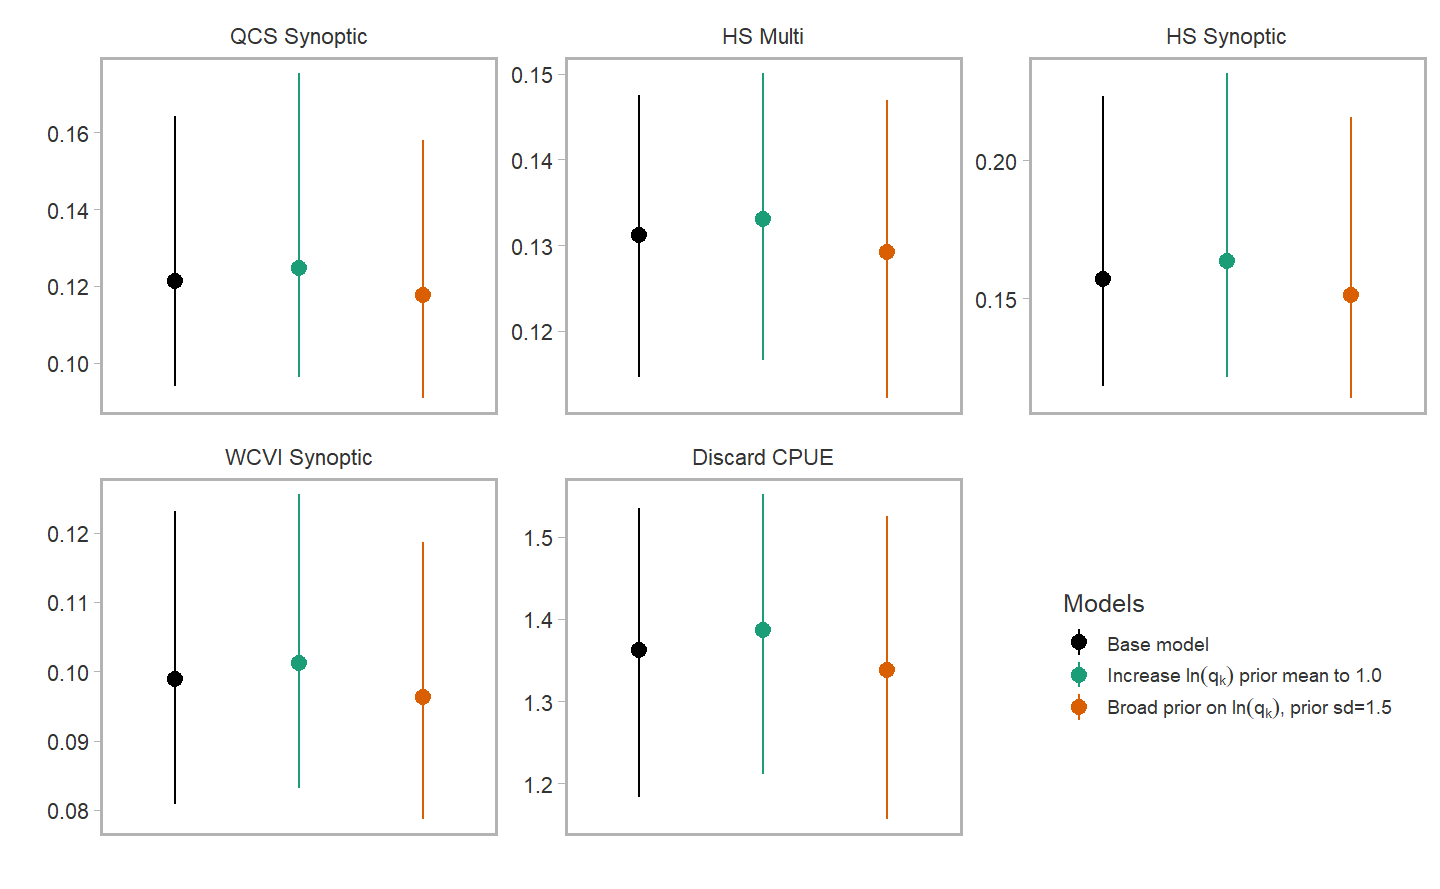 QCS Synoptic
0.16
0.14
0.12
0.10
HS Multi
0.15
0.14
0.13
0.12
HS Synoptic
0.20
0.15
WCVI Synoptic
0.12
0.11
0.10
0.09
0.08
Discard CPUE
1.5
1.4
1.3
1.2
Models
Base model
Increase ln(qk) prior mean to 1.0
Broad prior on ln(qk), prior sd=1.5